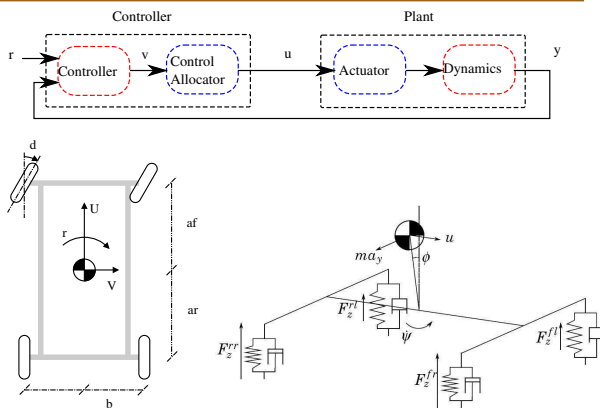 Controller Plant
r v u y
Controller
Control
Allocator
Actuator
Dynamics
d
U
r
V
af
ar
b
u
ma_y
ϕ
F_z^{rl}
ψ̇
F_z^{rr}
F_z^{fl}
F_z^{fr}